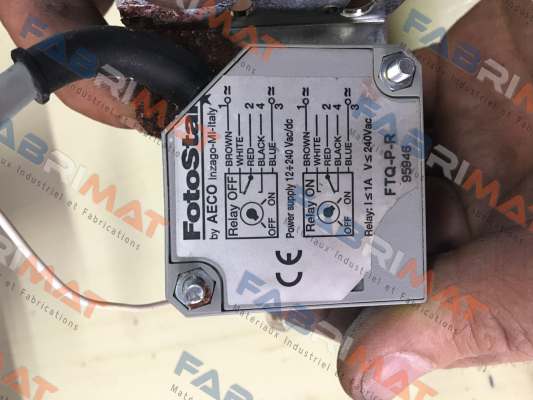 FotoStar
by AECO Inzago-MI-Italy
BROWN 1
WHITE
RED 2
BLACK 4
BLUE 3
Relay OFF
OFF ON
Power supply 12÷240 Vac/dc
BROWN 1
WHITE
RED 2
BLACK 4
BLUE 3
Relay ON
OFF ON
Relay: I ≤ 1A V ≤ 240Vac
FTQ-P-R
95946
CE
FABRIMAT
Matériaux Industriel et Fabrications